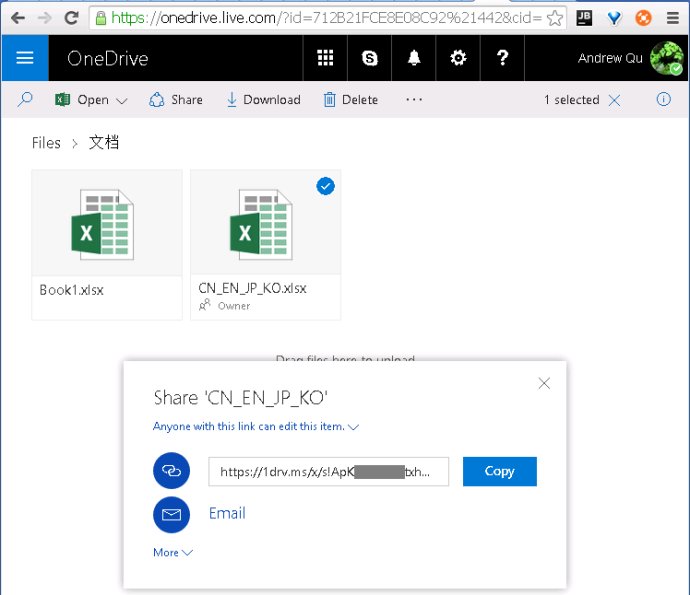 https://onedrive.live.com/?id=712B21FCE8E08C92%21442&cid=
JB
OneDrive
Andrew Qu
Open
Share
Download
Delete
1 selected
Files > 文档
Book1.xlsx
CN_EN_JP_KO.xlsx
Owner
Drag files here to upload
Share 'CN_EN_JP_KO'
Anyone with this link can edit this item.
https://1drv.ms/x/s!ApK txh...
Copy
Email
More